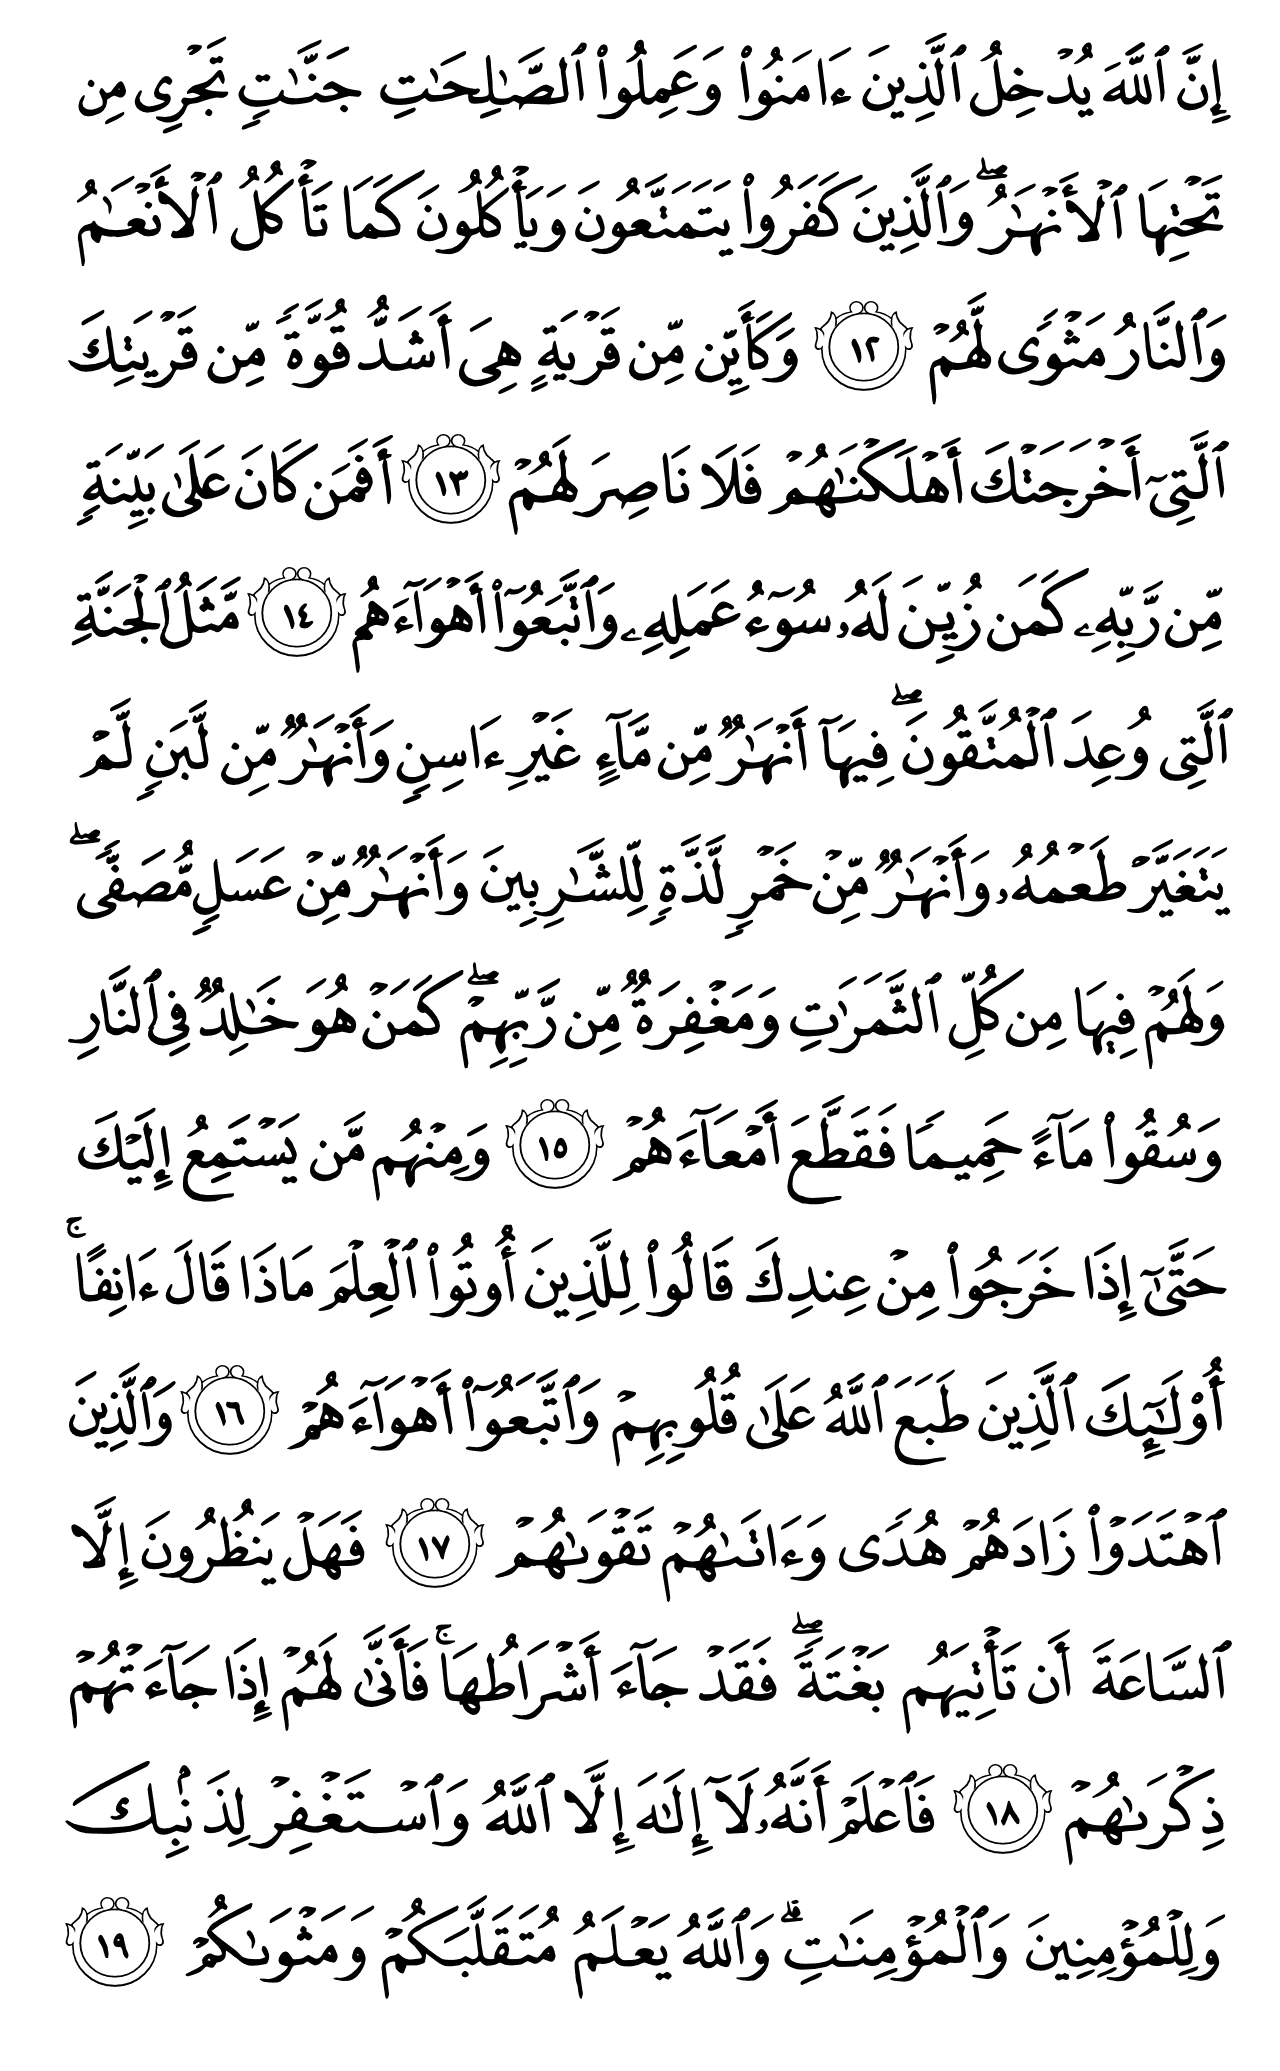 إِنَّ ٱللَّهَ يُدۡخِلُ ٱلَّذِينَ ءَامَنُواْ وَعَمِلُواْ ٱلصَّٰلِحَٰتِ جَنَّٰتٖ تَجۡرِي مِن
تَحۡتِهَا ٱلۡأَنۡهَٰرُۖ وَٱلَّذِينَ كَفَرُواْ يَتَمَتَّعُونَ وَيَأۡكُلُونَ كَمَا تَأۡكُلُ ٱلۡأَنۡعَٰمُ
وَٱلنَّارُ مَثۡوٗى لَّهُمۡ ١٢ وَكَأَيِّن مِّن قَرۡيَةٍ هِيَ أَشَدُّ قُوَّةٗ مِّن قَرۡيَتِكَ
ٱلَّتِيٓ أَخۡرَجَتۡكَ أَهۡلَكۡنَٰهُمۡ فَلَا نَاصِرَ لَهُمۡ ١٣ أَفَمَن كَانَ عَلَىٰ بَيِّنَةٖ
مِّن رَّبِّهِۦ كَمَن زُيِّنَ لَهُۥ سُوٓءُ عَمَلِهِۦ وَٱتَّبَعُوٓاْ أَهۡوَآءَهُم ١٤ مَّثَلُ ٱلۡجَنَّةِ
ٱلَّتِي وُعِدَ ٱلۡمُتَّقُونَۖ فِيهَآ أَنۡهَٰرٞ مِّن مَّآءٍ غَيۡرِ ءَاسِنٖ وَأَنۡهَٰرٞ مِّن لَّبَنٖ لَّمۡ
يَتَغَيَّرۡ طَعۡمُهُۥ وَأَنۡهَٰرٞ مِّنۡ خَمۡرٖ لَّذَّةٖ لِّلشَّٰرِبِينَ وَأَنۡهَٰرٞ مِّنۡ عَسَلٖ مُّصَفّٗىۖ
وَلَهُمۡ فِيهَا مِن كُلِّ ٱلثَّمَرَٰتِ وَمَغۡفِرَةٞ مِّن رَّبِّهِمۡۖ كَمَنۡ هُوَ خَٰلِدٞ فِي ٱلنَّارِ
وَسُقُواْ مَآءً حَمِيمٗا فَقَطَّعَ أَمۡعَآءَهُمۡ ١٥ وَمِنۡهُم مَّن يَسۡتَمِعُ إِلَيۡكَ
حَتَّىٰٓ إِذَا خَرَجُواْ مِنۡ عِندِكَ قَالُواْ لِلَّذِينَ أُوتُواْ ٱلۡعِلۡمَ مَاذَا قَالَ ءَانِفًاۚ
أُوْلَٰٓئِكَ ٱلَّذِينَ طَبَعَ ٱللَّهُ عَلَىٰ قُلُوبِهِمۡ وَٱتَّبَعُوٓاْ أَهۡوَآءَهُمۡ ١٦ وَٱلَّذِينَ
ٱهۡتَدَوۡاْ زَادَهُمۡ هُدٗى وَءَاتَىٰهُمۡ تَقۡوَىٰهُمۡ ١٧ فَهَلۡ يَنظُرُونَ إِلَّا
ٱلسَّاعَةَ أَن تَأۡتِيَهُم بَغۡتَةٗۖ فَقَدۡ جَآءَ أَشۡرَاطُهَاۚ فَأَنَّىٰ لَهُمۡ إِذَا جَآءَتۡهُمۡ
ذِكۡرَىٰهُمۡ ١٨ فَٱعۡلَمۡ أَنَّهُۥ لَآ إِلَٰهَ إِلَّا ٱللَّهُ وَٱسۡتَغۡفِرۡ لِذَنۢبِكَ
وَلِلۡمُؤۡمِنِينَ وَٱلۡمُؤۡمِنَٰتِۗ وَٱللَّهُ يَعۡلَمُ مُتَقَلَّبَكُمۡ وَمَثۡوَىٰكُمۡ ١٩